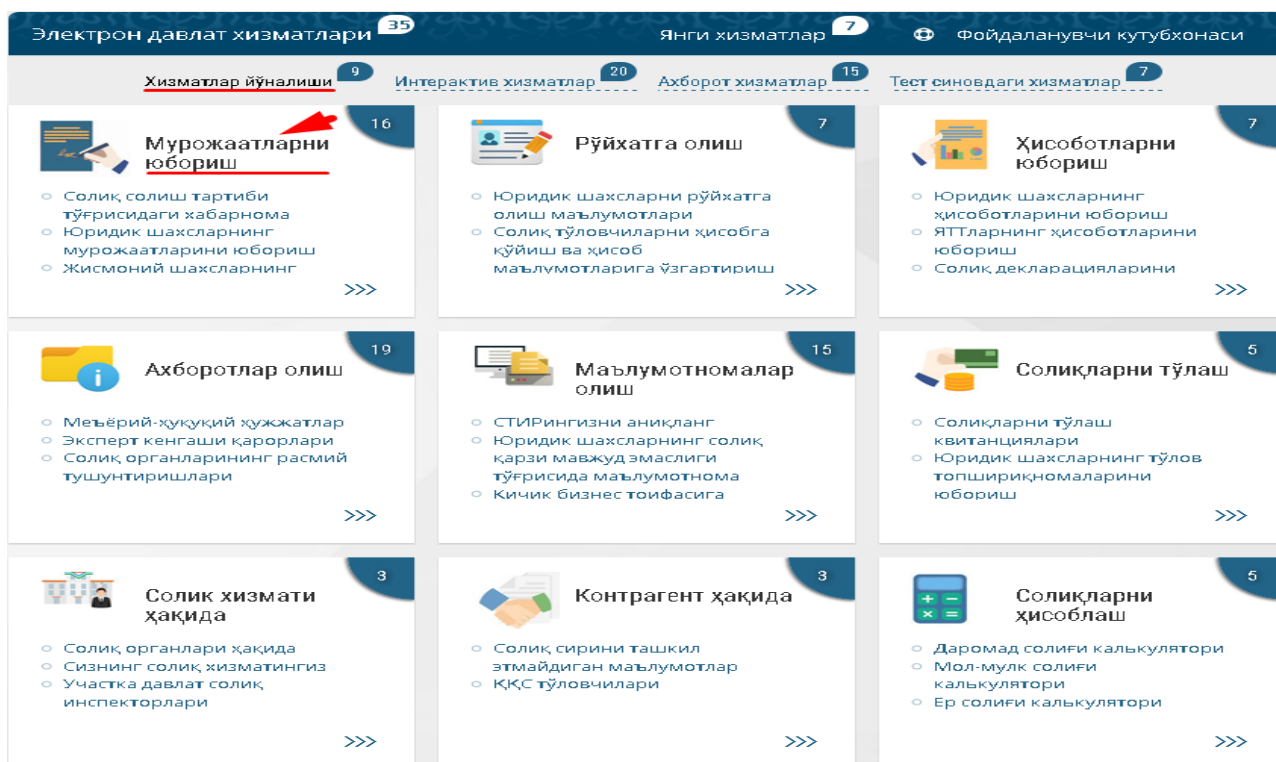 Электрон давлат хизматлари 35
Янги хизматлар 7
Фойдаланувчи кутубхонаси
Хизматлар йўналиши 9
Интерактив хизматлар 20
Ахборот хизматлар 15
Тест синовдаги хизматлар 7
16
Мурожаатларни
юбориш
Солиқ солиш тартиби
тўғрисидаги хабарнома
Юридик шахсларнинг
мурожаатларини юбориш
Жисмоний шахсларнинг
>>>
7
Рўйхатга олиш
Юридик шахсларни рўйхатга
олиш маълумотлари
Солиқ тўловчиларни ҳисобга
қўйиш ва ҳисоб
маълумотларига ўзгартириш
>>>
7
Ҳисоботларни
юбориш
Юридик шахсларнинг
ҳисоботларини юбориш
ЯТТларнинг ҳисоботларини
юбориш
Солиқ декларацияларини
>>>
19
Ахборотлар олиш
Меъёрий-ҳуқуқий ҳужжатлар
Эксперт кенгаши қарорлари
Солиқ органларининг расмий
тушунтиришлари
>>>
15
Маълумотномалар
олиш
СТИРингизни аниқланг
Юридик шахсларнинг солиқ
қарзи мавжуд эмаслиги
тўғрисида маълумотнома
Кичик бизнес тоифасига
>>>
5
Солиқларни тўлаш
Солиқларни тўлаш
квитанциялари
Юридик шахсларнинг тўлов
топшириқномаларини
юбориш
>>>
3
Солик хизмати
ҳақида
Солиқ органлари ҳақида
Сизнинг солиқ хизматингиз
Участка давлат солиқ
инспекторлари
>>>
3
Контрагент ҳақида
Солиқ сирини ташкил
этмайдиган маълумотлар
ҚҚС тўловчилари
>>>
5
Солиқларни
ҳисоблаш
Даромад солиғи калькулятори
Мол-мулк солиғи
калькулятори
Ер солиғи калькулятори
>>>